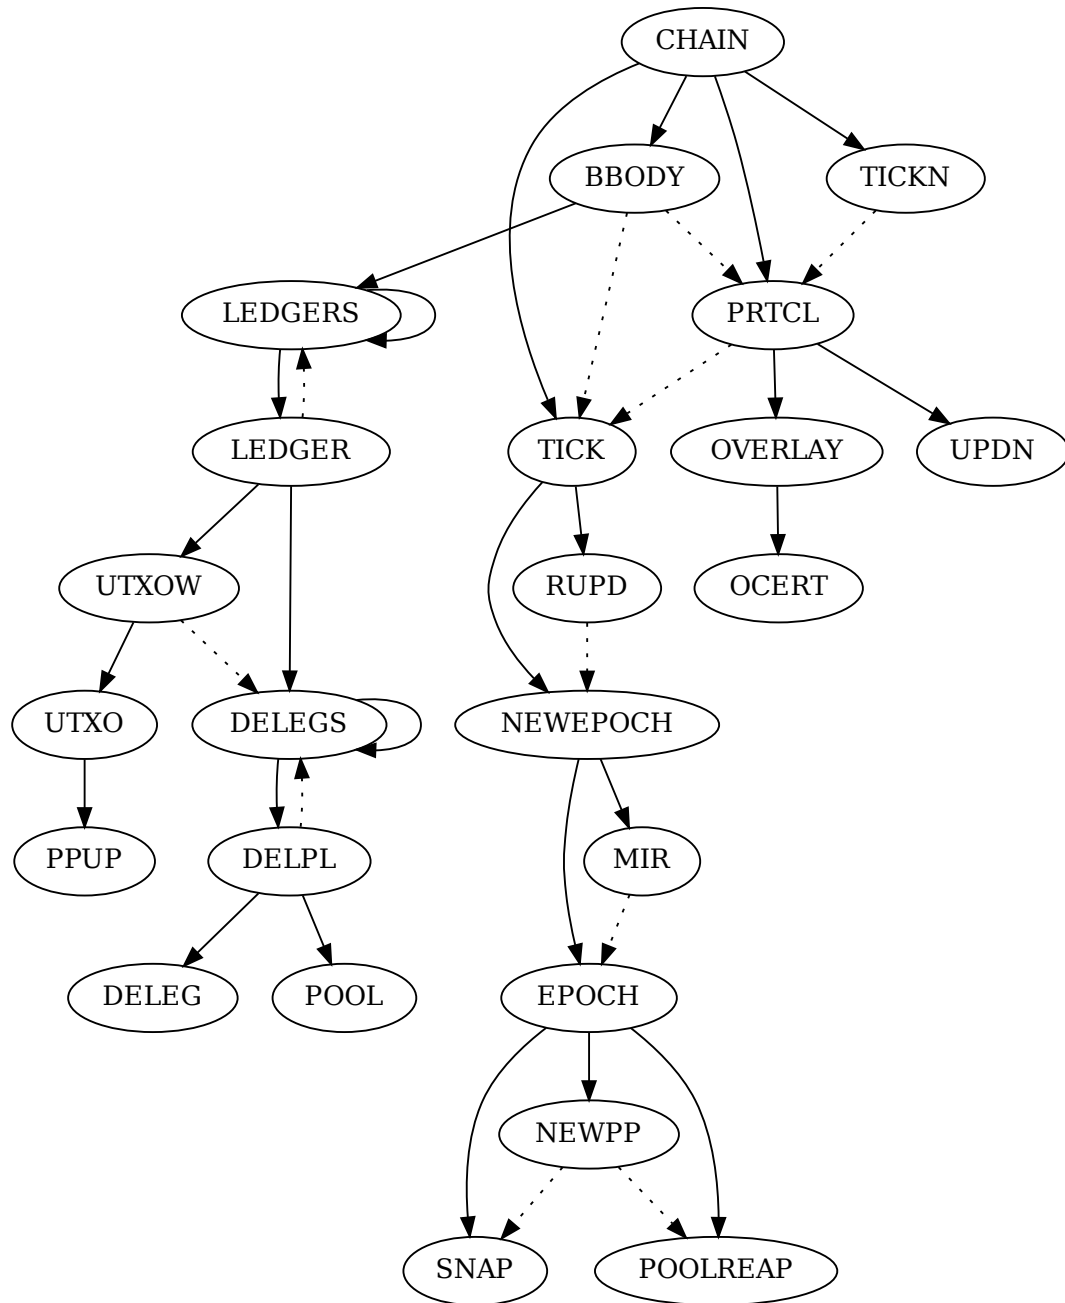 CHAIN
BBODY
TICKN
LEDGERS
PRTCL
LEDGER
TICK
OVERLAY
UPDN
UTXOW
RUPD
OCERT
UTXO
DELEGS
NEWEPOCH
PPUP
DELPL
MIR
DELEG
POOL
EPOCH
NEWPP
SNAP
POOLREAP